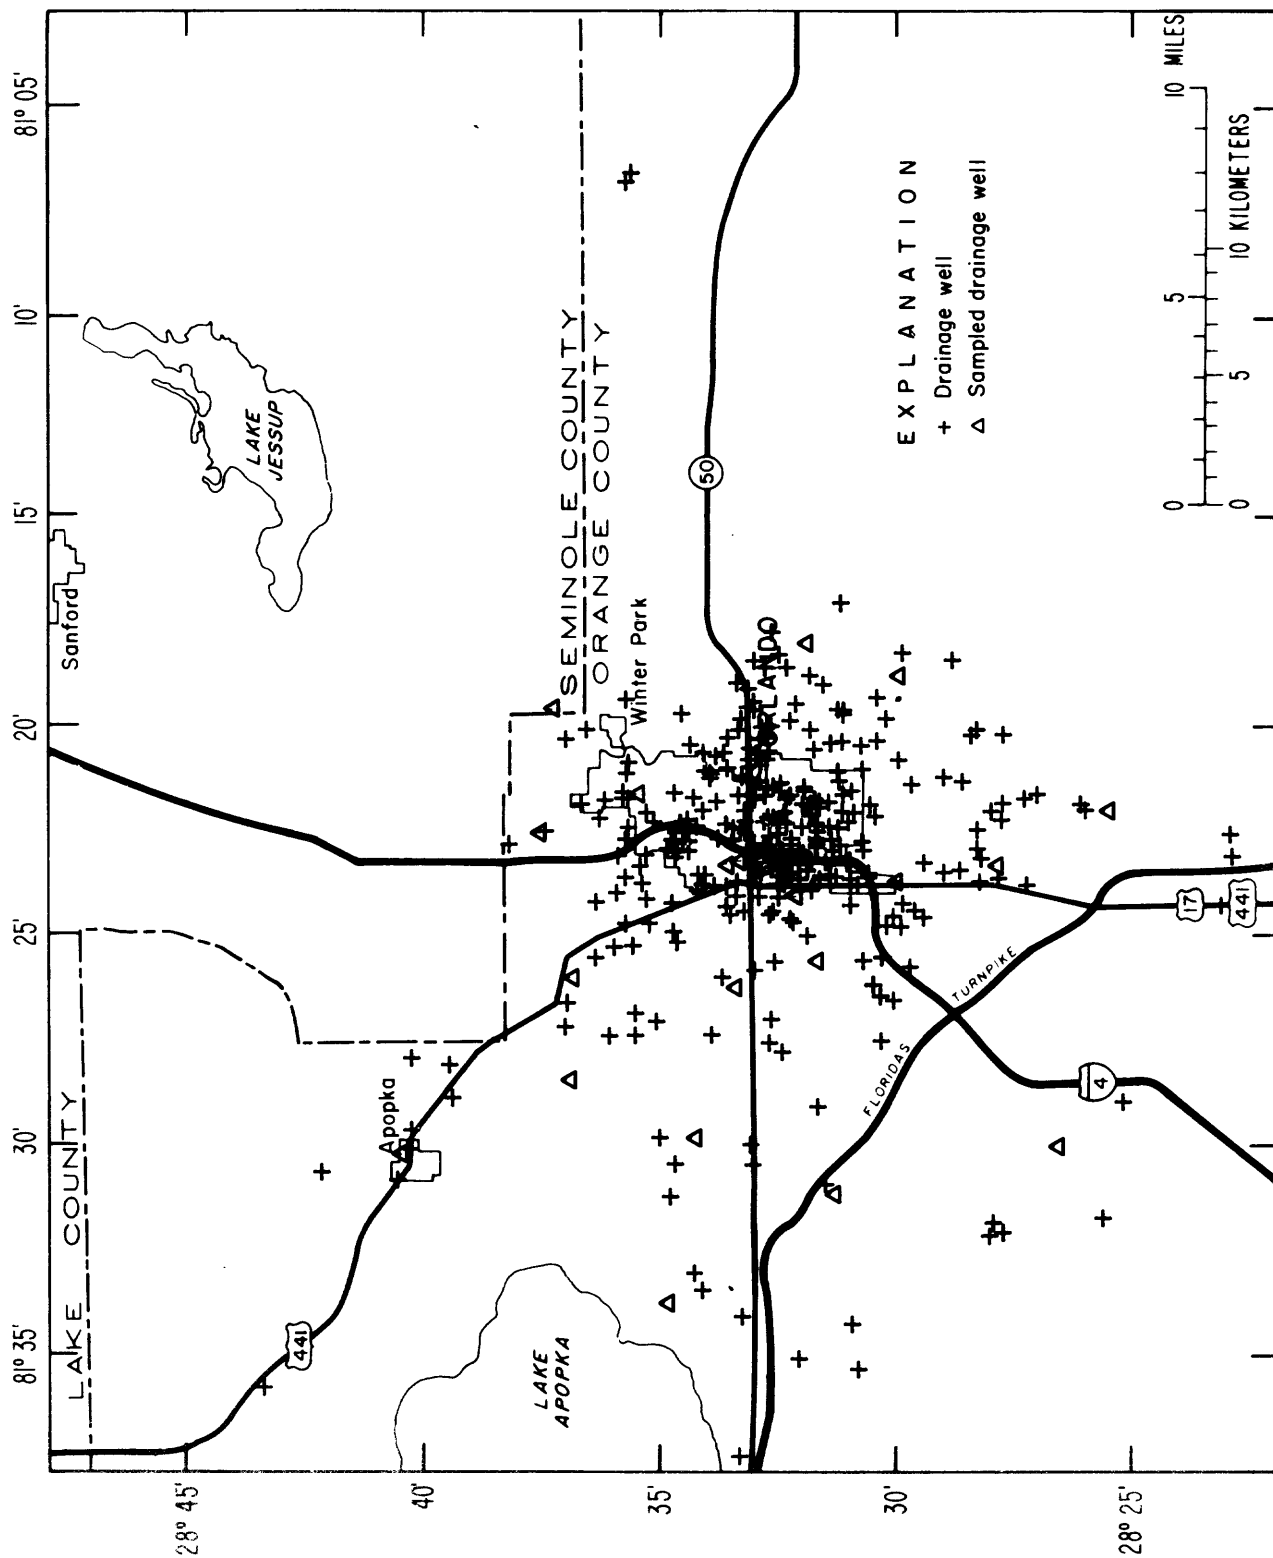 81° 35'
30'
25'
20'
15'
10'
81° 05'
28° 45'
40'
35'
30'
28° 25'
LAKE COUNTY
SEMINOLE COUNTY
ORANGE COUNTY
Sanford
LAKE
JESSUP
Apopka
Winter Park
ORLANDO
LAKE
APOPKA
441
50
17
441
4
FLORIDAS TURNPIKE
EXPLANATION
+ Drainage well
△ Sampled drainage well
0 5 10 MILES
0 5 10 KILOMETERS